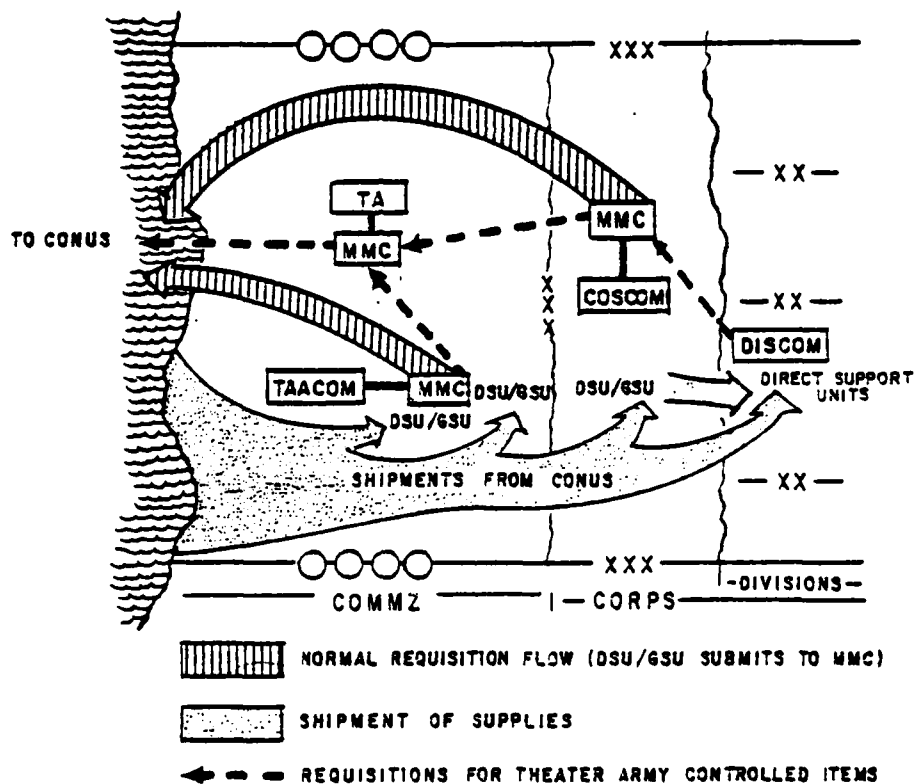 XXX
XX
TA
MMC
MMC
TO CONUS
XXX
COSCOM
XX
DISCOM
TAACOM
MMC
DSU/GSU
DSU/GSU
DSU/GSU
DIRECT SUPPORT
UNITS
SHIPMENTS FROM CONUS
XX
XXX
-DIVISIONS-
COMMZ
CORPS
NORMAL REQUISITION FLOW (DSU/GSU SUBMITS TO MMC)
SHIPMENT OF SUPPLIES
REQUISITIONS FOR THEATER ARMY CONTROLLED ITEMS